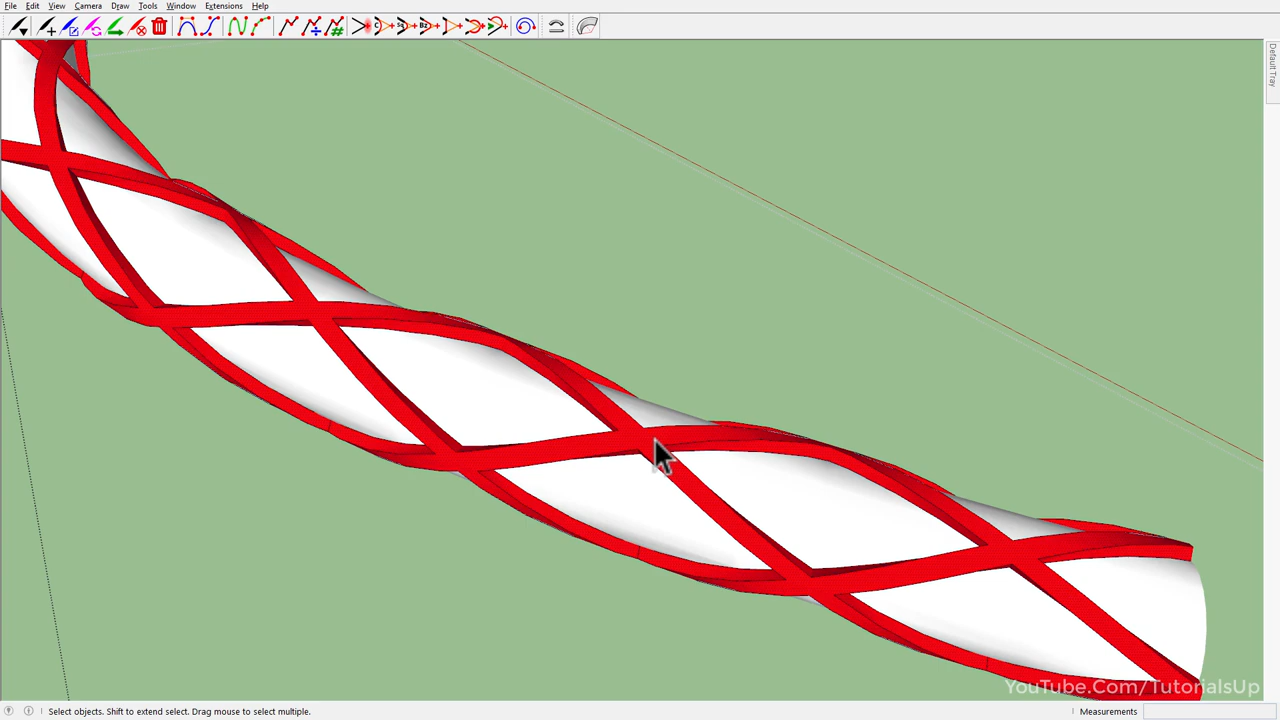 File Edit View Camera Draw Tools Window Extensions Help
Default Tray
YouTube.Com/TutorialsUp
Select objects. Shift to extend select. Drag mouse to select multiple.
Measurements